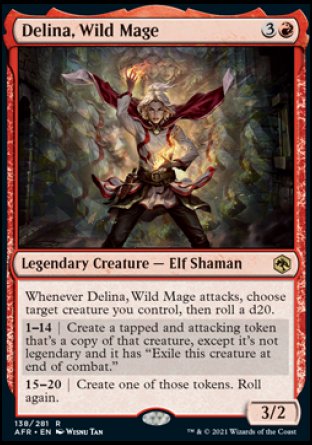 Delina, Wild Mage 3
Legendary Creature — Elf Shaman
Whenever Delina, Wild Mage attacks, choose
target creature you control, then roll a d20.
1–14 | Create a tapped and attacking token
that's a copy of that creature, except it's not
legendary and it has “Exile this creature at
end of combat.”
15–20 | Create one of those tokens. Roll
again.
3/2
138/281 R
AFR • EN Wisnu Tan
™ & © 2021 Wizards of the Coast